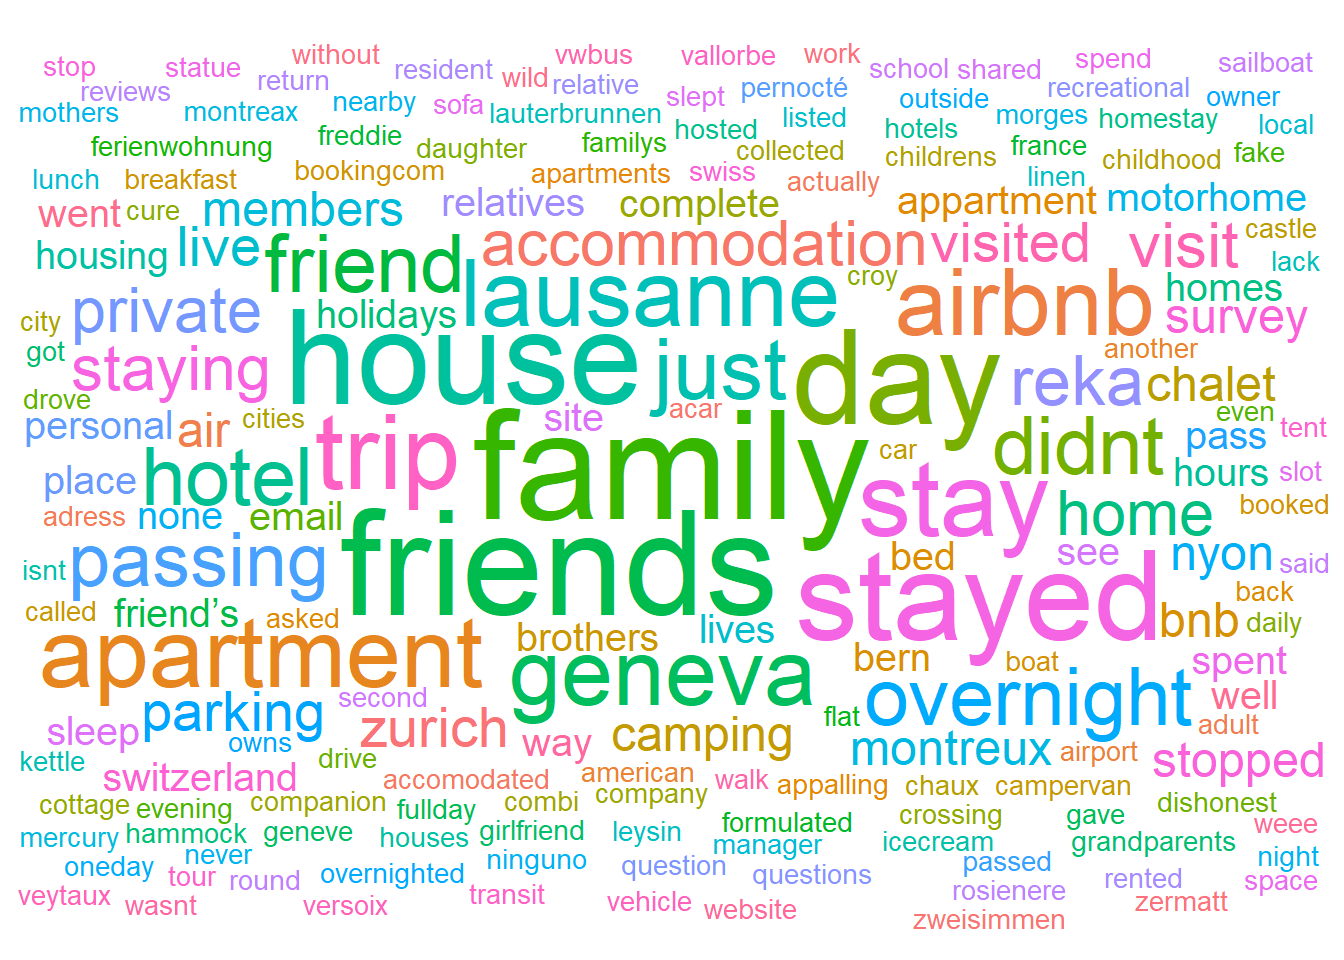 without vwbus vallorbe work
stop statue resident wild school shared spend sailboat
reviews return relative pernocté recreational
mothers montreax nearby sofa lauterbrunnen slept listed outside morges owner
ferienwohnung freddie daughter familys hosted collected hotels france homestay local
lunch breakfast bookingcom apartments swiss actually childrens linen childhood fake
went cure members relatives complete appartment motorhome
housing live friend accommodation visited visit castle
private holidays lausanne croy airbnb homes lack
city survey
got staying house just day reka chalet another
drove
personal air cities trip site acar family car didnt pass even tent
place hotel stay hours slot
adress none email home booked
isnt passing friends bed see nyon said
called friend’s asked stayed bnb back daily
apartment brothers lives geneva bern boat overnight spent
sleep parking second zurich way camping flat well adult
owns montreux airport stopped
kettle switzerland drive accomodated american walk appalling chaux campervan
cottage evening companion fullday combi company crossing gave dishonest
mercury hammock geneve houses girlfriend leysin formulated manager icecream grandparents weee
oneday never overnighted ninguno question questions passed rented night
veytaux tour round transit rosienere space
wasnt versoix vehicle website zweisimmen zermatt